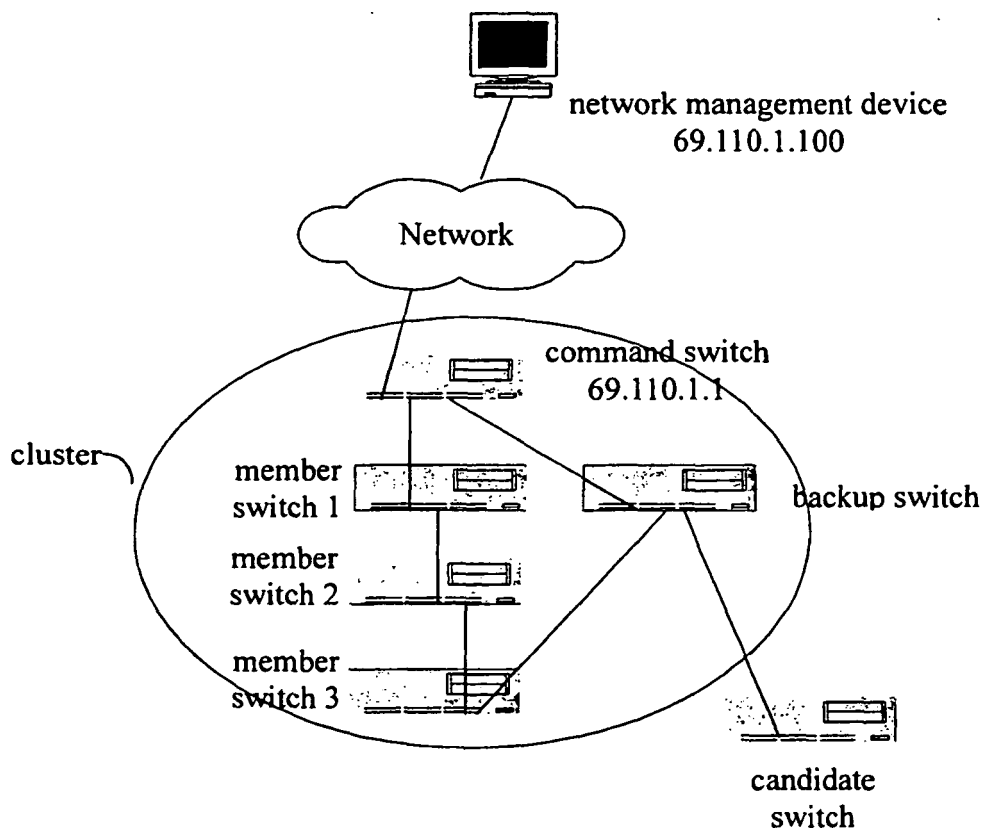 network management device
69.110.1.100
Network
command switch
69.110.1.1
cluster
member
switch 1
backup switch
member
switch 2
member
switch 3
candidate
switch